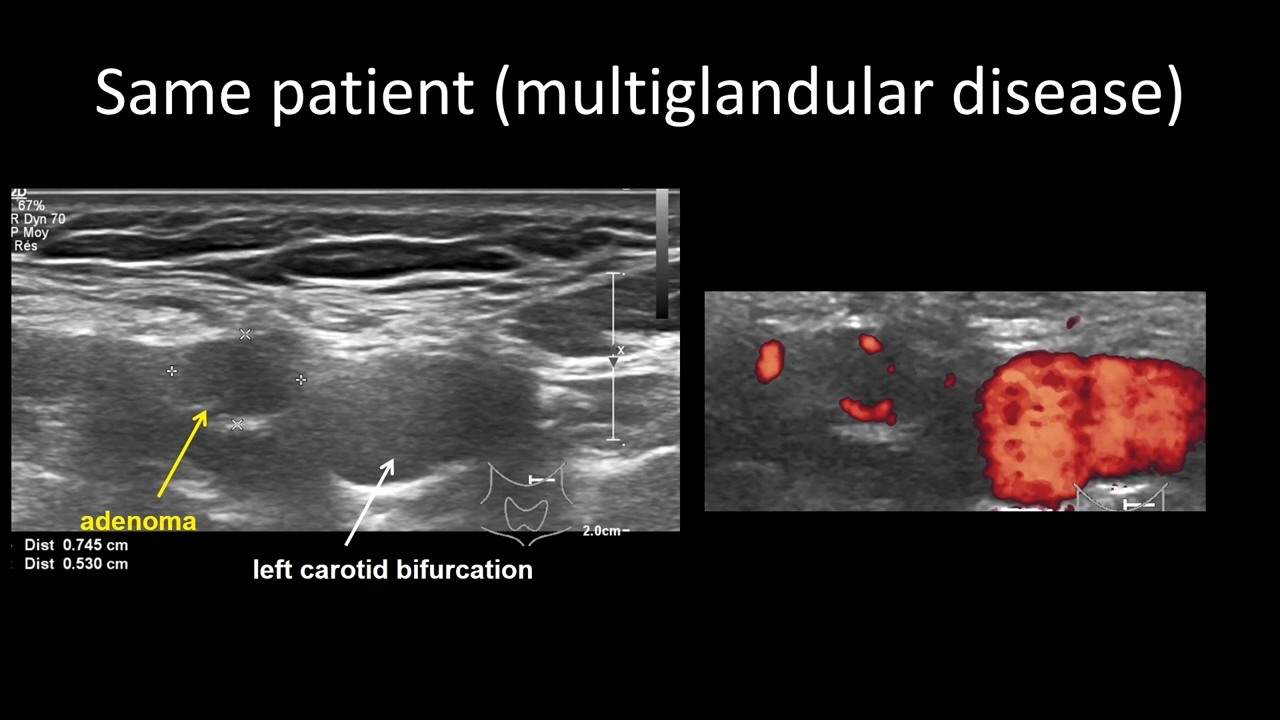 Same patient (multiglandular disease)
2D
67%
R Dyn 70
P Moy
Rés
x
adenoma
2.0cm
Dist 0.745 cm
Dist 0.530 cm
left carotid bifurcation